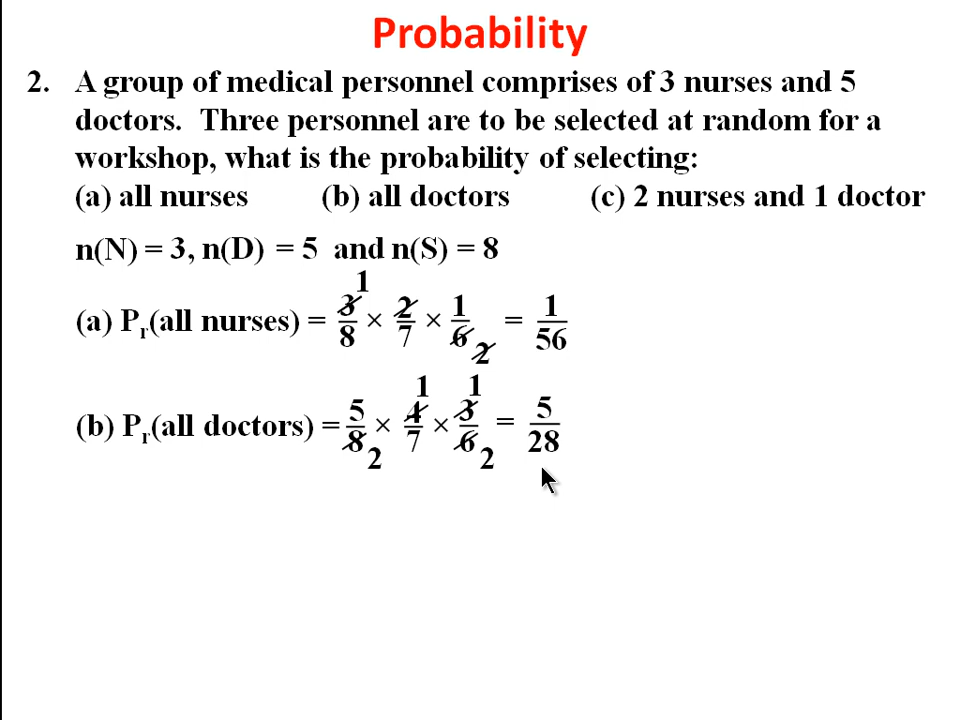 Probability
2. A group of medical personnel comprises of 3 nurses and 5
doctors. Three personnel are to be selected at random for a
workshop, what is the probability of selecting:
(a) all nurses (b) all doctors (c) 2 nurses and 1 doctor
n(N) = 3, n(D) = 5 and n(S) = 8
1
(a) Pr(all nurses) = 3/8 × 2/7 × 1/6 = 1/56
2
1 1
(b) Pr(all doctors) = 5/8 × 4/7 × 3/6 = 5/28
2 2